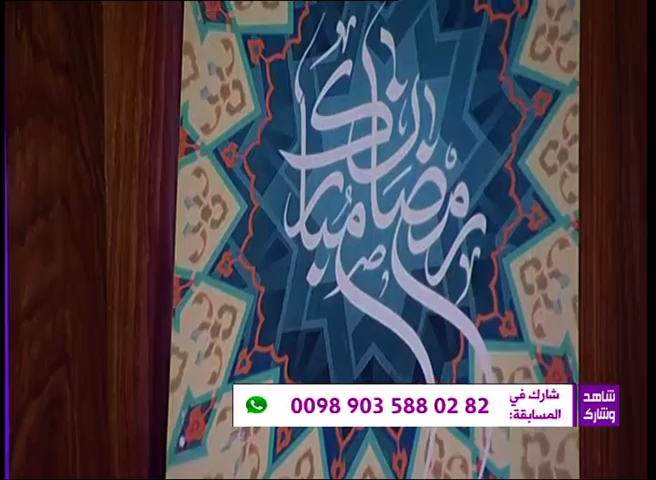 رمضان
مبارك
شارك في
المسابقة:
0098 903 588 02 82
شاهد
وشارك